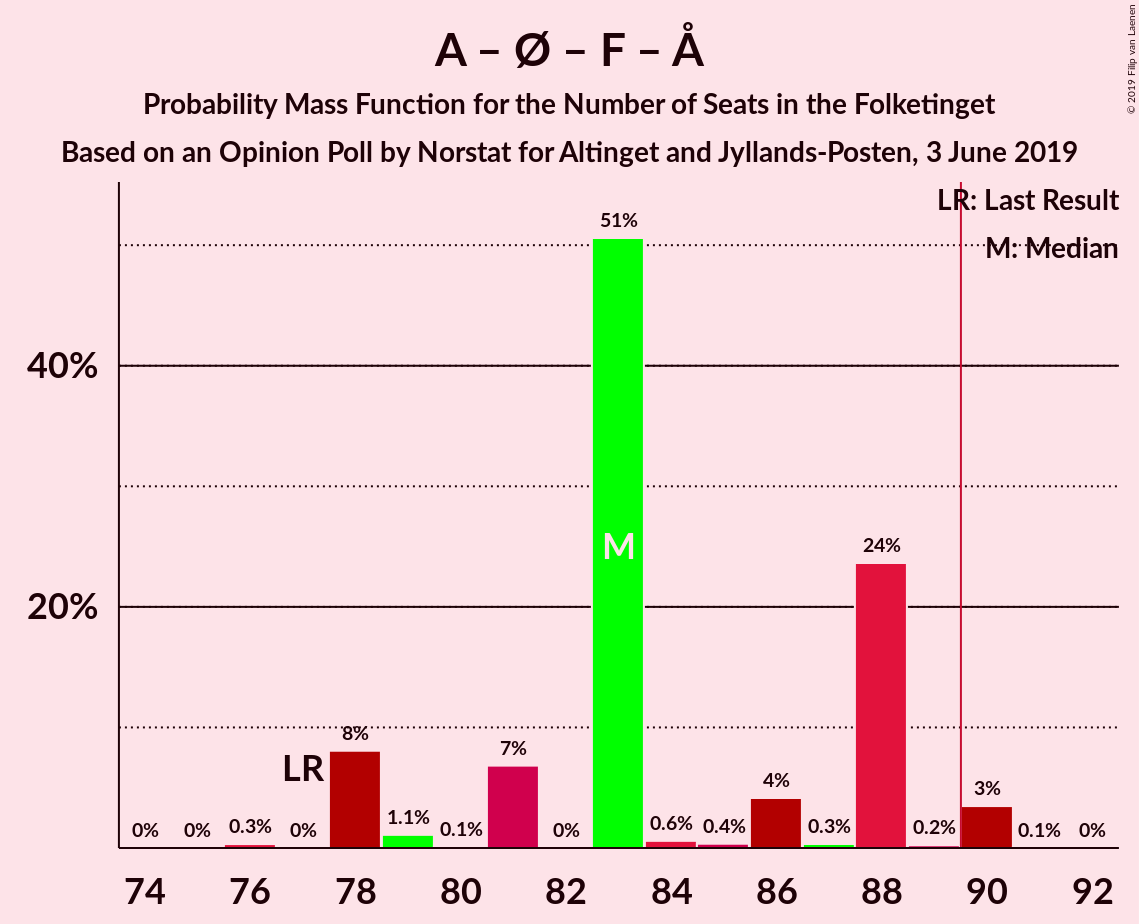 A – Ø – F – Å
Probability Mass Function for the Number of Seats in the Folketinget
Based on an Opinion Poll by Norstat for Altinget and Jyllands-Posten, 3 June 2019
© 2019 Filip van Laenen
LR: Last Result
M: Median
40%
20%
0%
0%
0.3%
0%
LR
8%
1.1%
0.1%
7%
0%
51%
M
0.6%
0.4%
4%
0.3%
24%
0.2%
3%
0.1%
0%
74 76 78 80 82 84 86 88 90 92